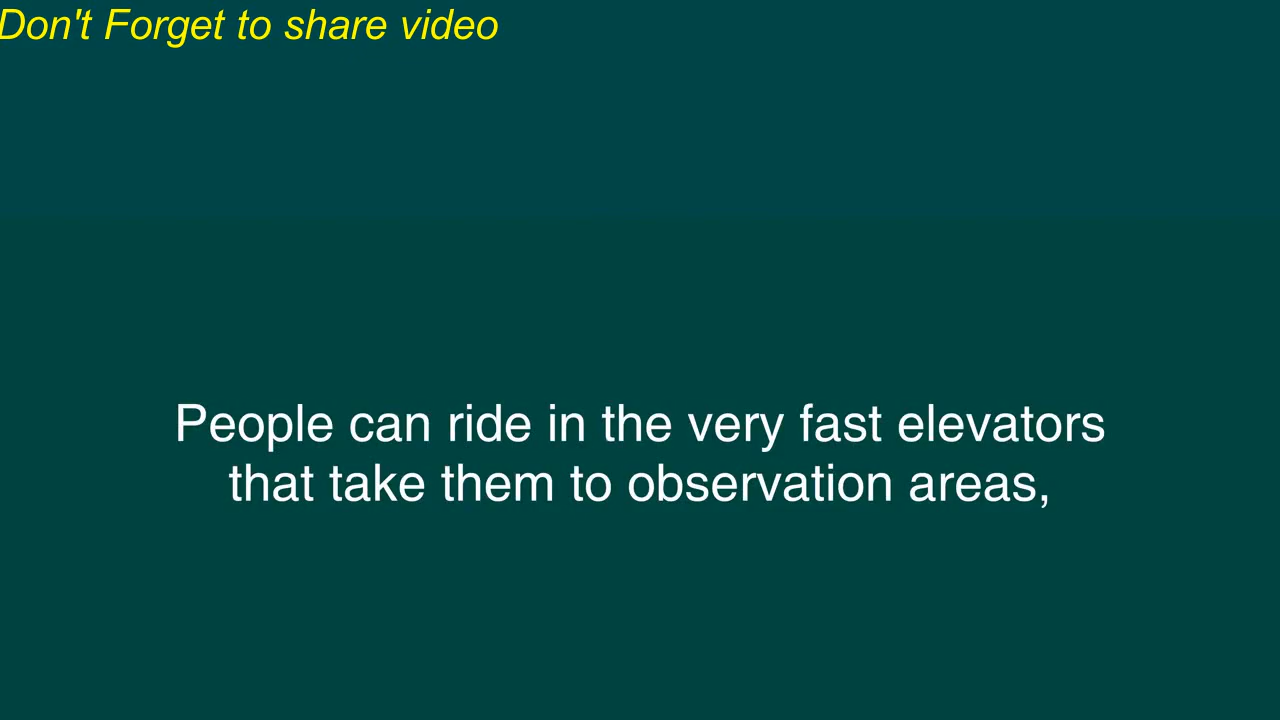 Don't Forget to share video
People can ride in the very fast elevators
that take them to observation areas,